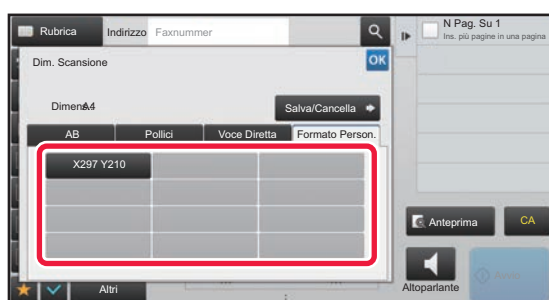 Rubrica
Indirizzo Faxnummer
N Pag. Su 1
Ins. più pagine in una pagina
Dim. Scansione
OK
Dimens A4
Salva/Cancella
AB Pollici Voce Diretta Formato Person.
X297 Y210
Anteprima
CA
Altri
Altoparlante
Avvio